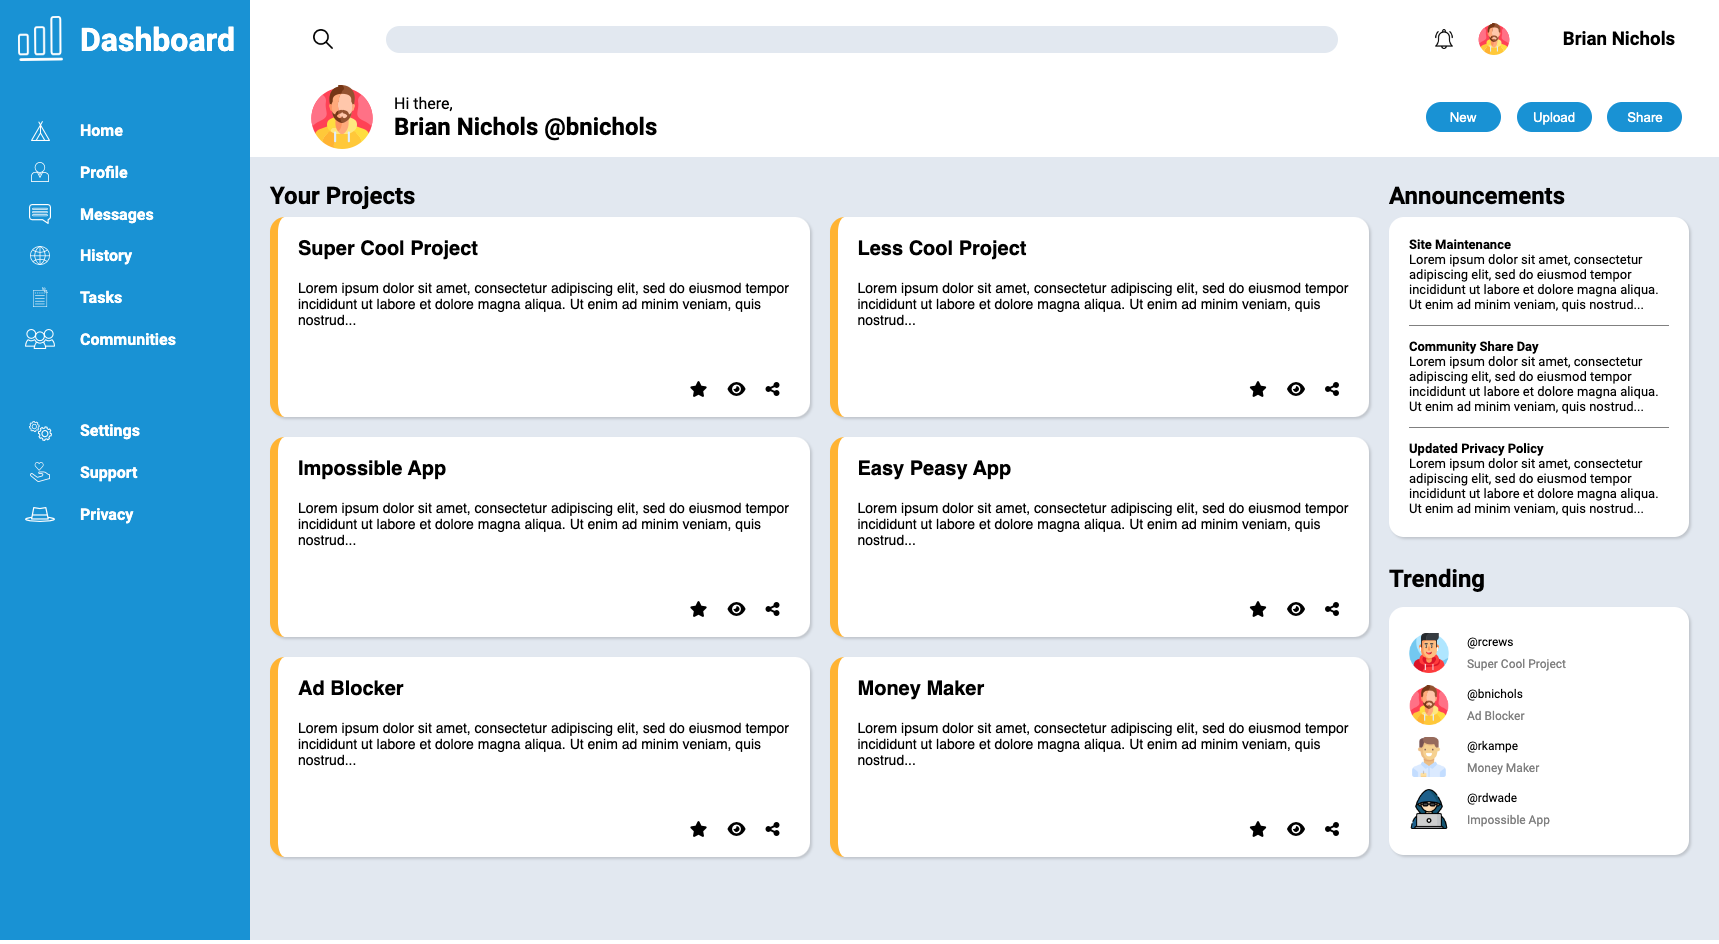 Dashboard
Home
Profile
Messages
History
Tasks
Communities
Settings
Support
Privacy
Brian Nichols
Hi there,
Brian Nichols @bnichols
New
Upload
Share
Your Projects
Super Cool Project
Lorem ipsum dolor sit amet, consectetur adipiscing elit, sed do eiusmod tempor
incididunt ut labore et dolore magna aliqua. Ut enim ad minim veniam, quis
nostrud...
Less Cool Project
Lorem ipsum dolor sit amet, consectetur adipiscing elit, sed do eiusmod tempor
incididunt ut labore et dolore magna aliqua. Ut enim ad minim veniam, quis
nostrud...
Impossible App
Lorem ipsum dolor sit amet, consectetur adipiscing elit, sed do eiusmod tempor
incididunt ut labore et dolore magna aliqua. Ut enim ad minim veniam, quis
nostrud...
Easy Peasy App
Lorem ipsum dolor sit amet, consectetur adipiscing elit, sed do eiusmod tempor
incididunt ut labore et dolore magna aliqua. Ut enim ad minim veniam, quis
nostrud...
Ad Blocker
Lorem ipsum dolor sit amet, consectetur adipiscing elit, sed do eiusmod tempor
incididunt ut labore et dolore magna aliqua. Ut enim ad minim veniam, quis
nostrud...
Money Maker
Lorem ipsum dolor sit amet, consectetur adipiscing elit, sed do eiusmod tempor
incididunt ut labore et dolore magna aliqua. Ut enim ad minim veniam, quis
nostrud...
Announcements
Site Maintenance
Lorem ipsum dolor sit amet, consectetur
adipiscing elit, sed do eiusmod tempor
incididunt ut labore et dolore magna aliqua.
Ut enim ad minim veniam, quis nostrud...
Community Share Day
Lorem ipsum dolor sit amet, consectetur
adipiscing elit, sed do eiusmod tempor
incididunt ut labore et dolore magna aliqua.
Ut enim ad minim veniam, quis nostrud...
Updated Privacy Policy
Lorem ipsum dolor sit amet, consectetur
adipiscing elit, sed do eiusmod tempor
incididunt ut labore et dolore magna aliqua.
Ut enim ad minim veniam, quis nostrud...
Trending
@rcrews
Super Cool Project
@bnichols
Ad Blocker
@rkampe
Money Maker
@rdwade
Impossible App